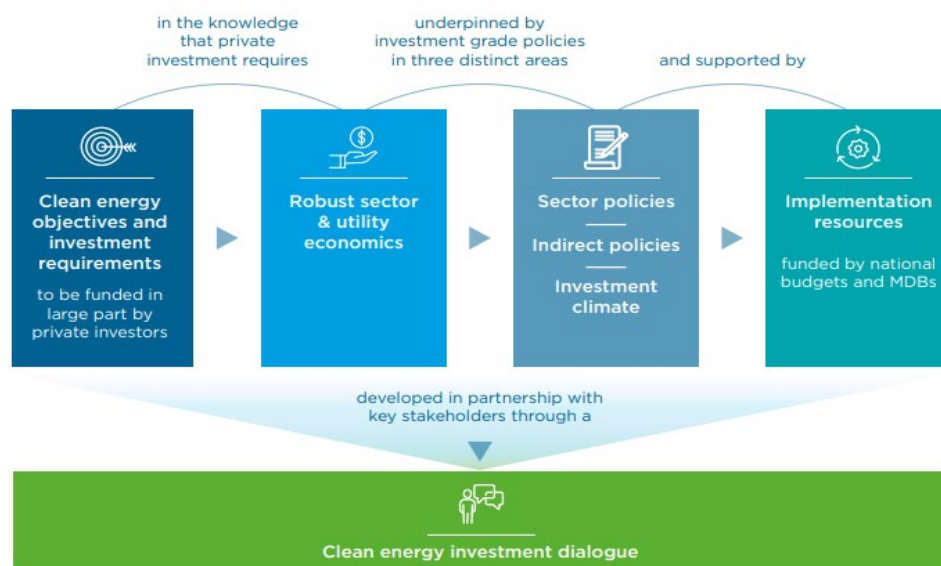 in the knowledge
that private
investment requires
underpinned by
investment grade policies
in three distinct areas
and supported by
Clean energy
objectives and
investment
requirements
to be funded in
large part by
private investors
$
Robust sector
& utility
economics
Sector policies
Indirect policies
Investment
climate
Implementation
resources
funded by national
budgets and MDBs
developed in partnership with
key stakeholders through a
Clean energy investment dialogue